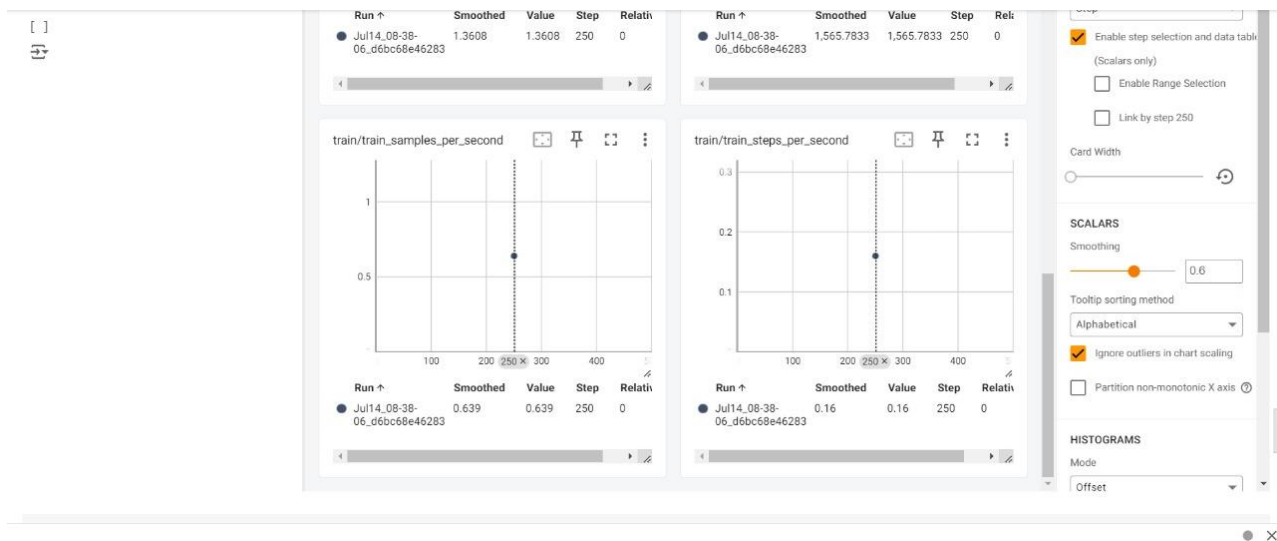 [ ]
Run ↑ Smoothed Value Step Relativ
Jul14_08-38-
06_d6bc68e46283 1.3608 1.3608 250 0
Run ↑ Smoothed Value Step Rela
Jul14_08-38-
06_d6bc68e46283 1,565.7833 1,565.7833 250 0
Step
Enable step selection and data table
(Scalars only)
Enable Range Selection
Link by step 250
Card Width
train/train_samples_per_second
1
0.5
100 200 250 × 300 400
Run ↑ Smoothed Value Step Relativ
Jul14_08-38-
06_d6bc68e46283 0.639 0.639 250 0
train/train_steps_per_second
0.3
0.2
0.1
100 200 250 × 300 400
Run ↑ Smoothed Value Step Relativ
Jul14_08-38-
06_d6bc68e46283 0.16 0.16 250 0
SCALARS
Smoothing
0.6
Tooltip sorting method
Alphabetical
Ignore outliers in chart scaling
Partition non-monotonic X axis
HISTOGRAMS
Mode
Offset